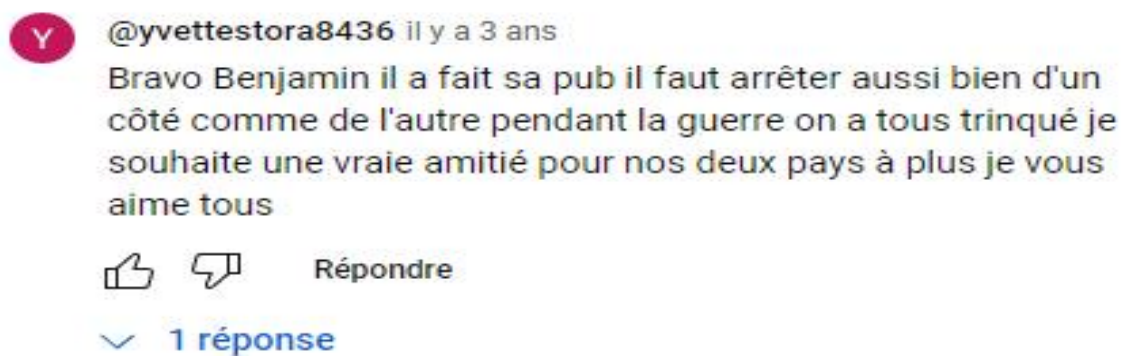 Y
@yvettestora8436 il y a 3 ans
Bravo Benjamin il a fait sa pub il faut arrêter aussi bien d'un
côté comme de l'autre pendant la guerre on a tous trinqué je
souhaite une vraie amitié pour nos deux pays à plus je vous
aime tous
Répondre
1 réponse